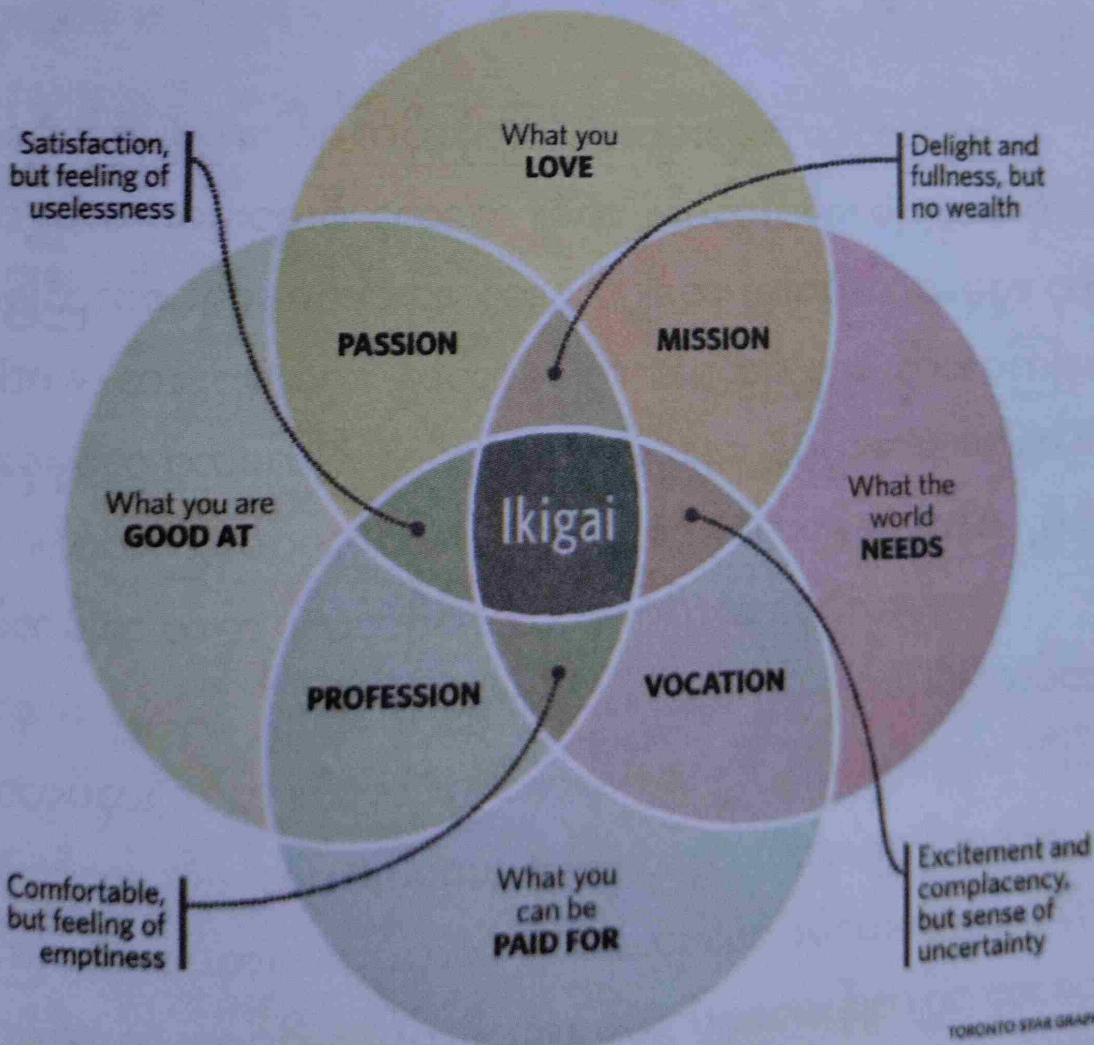 What you
LOVE
Satisfaction,
but feeling of
uselessness
Delight and
fullness, but
no wealth
PASSION
MISSION
What you are
GOOD AT
Ikigai
What the
world
NEEDS
PROFESSION
VOCATION
Comfortable,
but feeling of
emptiness
What you
can be
PAID FOR
Excitement and
complacency,
but sense of
uncertainty
TORONTO STAR GRAPH